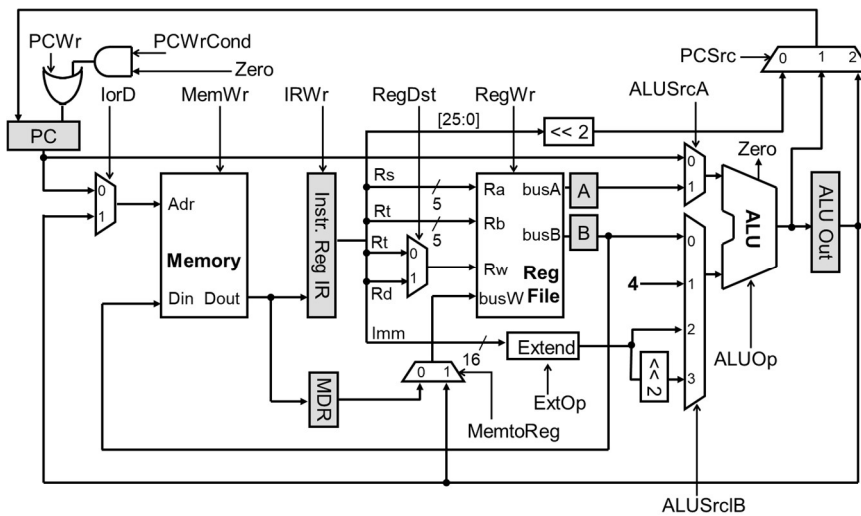 PCWr
PCWrCond
Zero
PCSrc
0
1
2
IorD
MemWr
IRWr
RegDst
RegWr
ALUSrcA
[25:0]
<< 2
PC
Zero
0
1
Adr
Memory
Din
Dout
Instr. Reg IR
Rs
5
Rt
5
Rt
Rd
0
1
Ra
busA
Rb
busB
Rw
Reg
File
busW
A
B
0
1
ALU
ALU Out
0
4
1
2
3
Imm
16
Extend
<< 2
ALUOp
MDR
0
1
ExtOp
MemtoReg
ALUSrclB